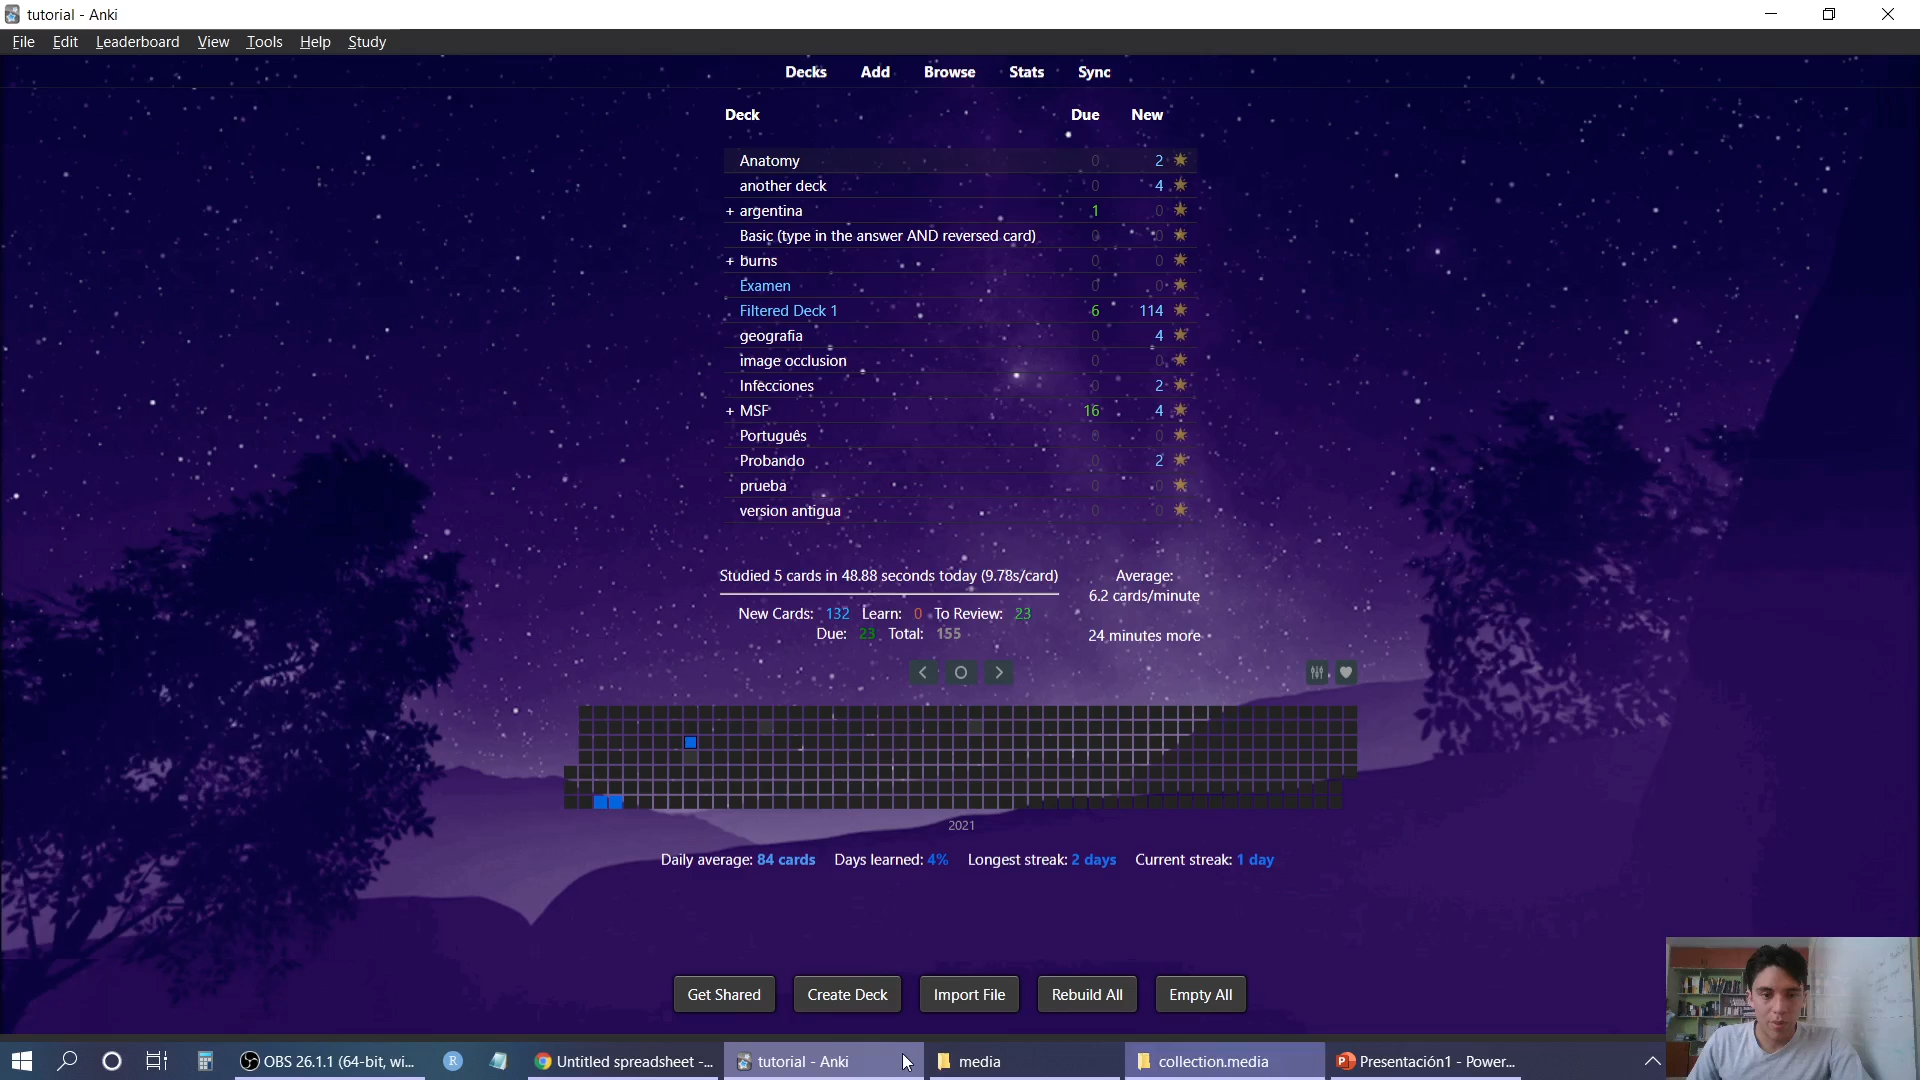 tutorial - Anki
File Edit Leaderboard View Tools Help Study
Decks Add Browse Stats Sync
Deck Due New
Anatomy 0 2
another deck 0 4
+ argentina 1 0
Basic (type in the answer AND reversed card) 0 0
+ burns 0 0
Examen 0 0
Filtered Deck 1 6 114
geografia 0 4
image occlusion 0 0
Infecciones 0 2
+ MSF 16 4
Português 0 0
Probando 0 2
prueba 0 0
version antigua 0 0
Studied 5 cards in 48.88 seconds today (9.78s/card)
New Cards: 132 Learn: 0 To Review: 23
Due: 23 Total: 155
Average:
6.2 cards/minute
24 minutes more
2021
Daily average: 84 cards Days learned: 4% Longest streak: 2 days Current streak: 1 day
Get Shared Create Deck Import File Rebuild All Empty All
OBS 26.1.1 (64-bit, wi... R Untitled spreadsheet -... tutorial - Anki media collection.media Presentación1 - Power...